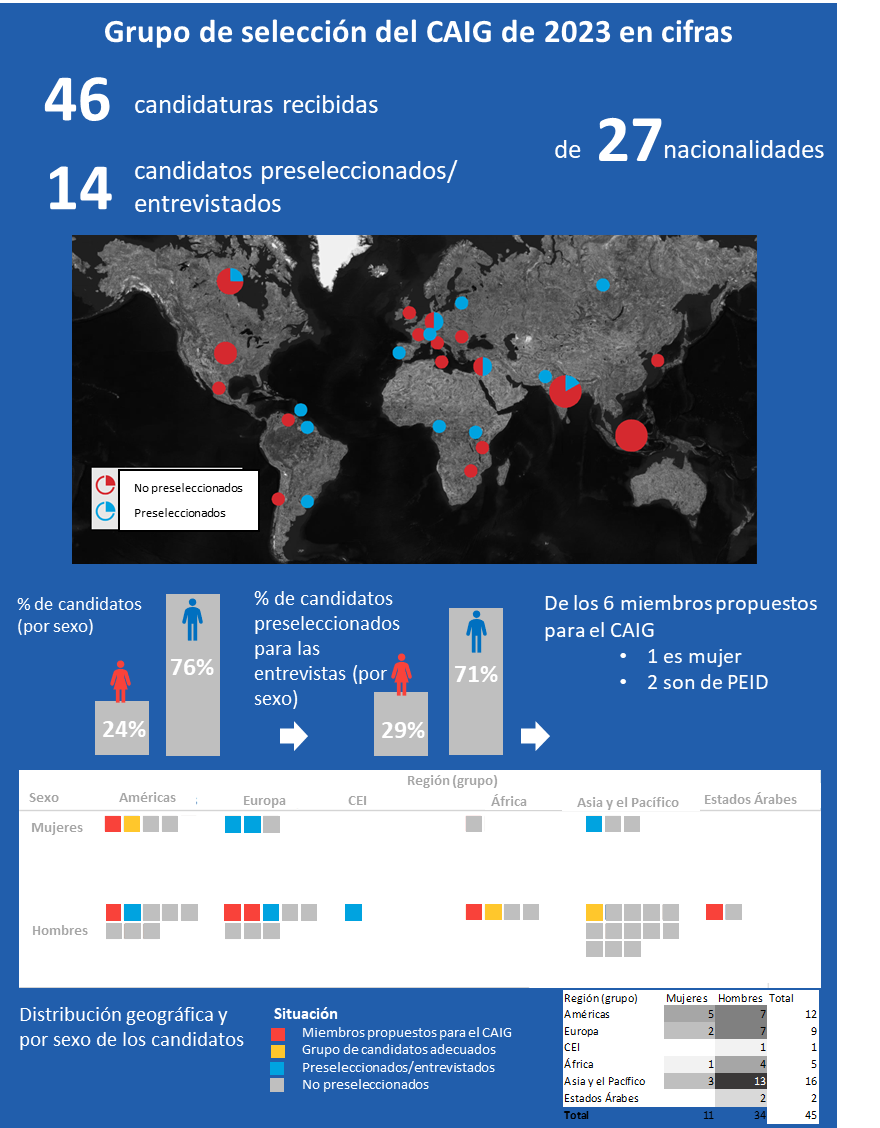 Grupo de selección del CAIG de 2023 en cifras
46 candidaturas recibidas
de 27 nacionalidades
14 candidatos preseleccionados/
entrevistados
No preseleccionados
Preseleccionados
% de candidatos
(por sexo)
24%
76%
% de candidatos
preseleccionados
para las
entrevistas (por
sexo)
29%
71%
De los 6 miembros propuestos
para el CAIG
• 1 es mujer
• 2 son de PEID
Región (grupo)
Sexo Américas Europa CEI África Asia y el Pacífico Estados Árabes
Mujeres
Hombres
Distribución geográfica y
por sexo de los candidatos
Situación
Miembros propuestos para el CAIG
Grupo de candidatos adecuados
Preseleccionados/entrevistados
No preseleccionados
Región (grupo) Mujeres Hombres Total
Américas 5 7 12
Europa 2 7 9
CEI 1 1
África 1 4 5
Asia y el Pacífico 3 13 16
Estados Árabes 2 2
Total 11 34 45